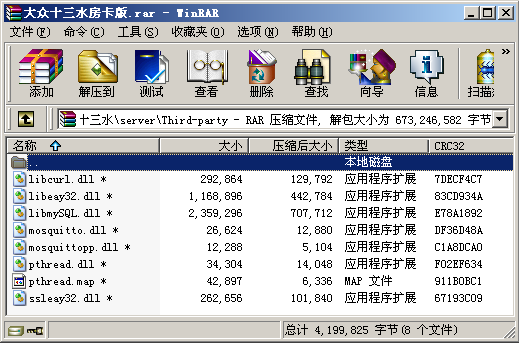 大众十三水房卡版.rar - WinRAR
文件(F) 命令(C) 工具(S) 收藏夹(O) 选项(N) 帮助(H)
添加 解压到 测试 查看 删除 查找 向导 信息 扫描
十三水\server\Third-party - RAR 压缩文件, 解包大小为 673,246,582 字节
名称 大小 压缩后大小 类型 CRC32
.. 本地磁盘
libcurl.dll * 292,864 129,792 应用程序扩展 7DECF4C7
libeay32.dll * 1,168,896 442,784 应用程序扩展 83CD934A
libmySQL.dll * 2,359,296 707,712 应用程序扩展 E78A1892
mosquitto.dll * 26,624 12,880 应用程序扩展 DF36D48A
mosquittopp.dll * 12,288 5,104 应用程序扩展 C1A8DCA0
pthread.dll * 34,304 14,048 应用程序扩展 F02EF634
pthread.map * 42,897 6,336 MAP 文件 911B0BC1
ssleay32.dll * 262,656 101,840 应用程序扩展 67193C09
总计 4,199,825 字节(8 个文件)